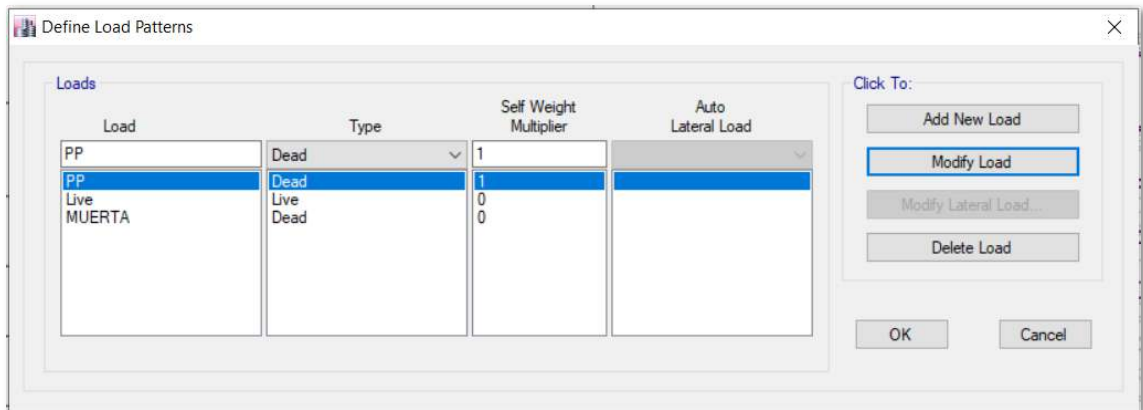 Define Load Patterns
Loads
Load Type Self Weight Multiplier Auto Lateral Load
PP Dead 1
PP Dead 1
Live Live 0
MUERTA Dead 0
Click To:
Add New Load
Modify Load
Modify Lateral Load...
Delete Load
OK Cancel